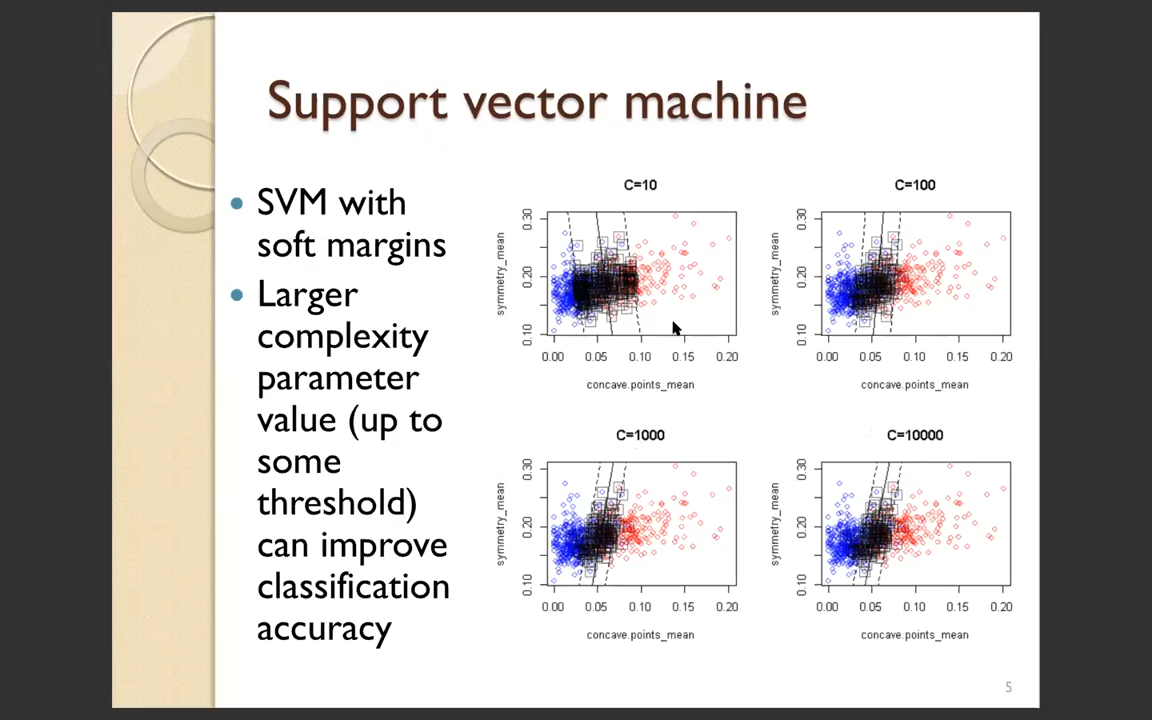 Support vector machine
SVM with
soft margins
Larger
complexity
parameter
value (up to
some
threshold)
can improve
classification
accuracy
C=10
symmetry_mean
0.10 0.20 0.30
0.00 0.05 0.10 0.15 0.20
concave.points_mean
C=100
symmetry_mean
0.10 0.20 0.30
0.00 0.05 0.10 0.15 0.20
concave.points_mean
C=1000
symmetry_mean
0.10 0.20 0.30
0.00 0.05 0.10 0.15 0.20
concave.points_mean
C=10000
symmetry_mean
0.10 0.20 0.30
0.00 0.05 0.10 0.15 0.20
concave.points_mean
5